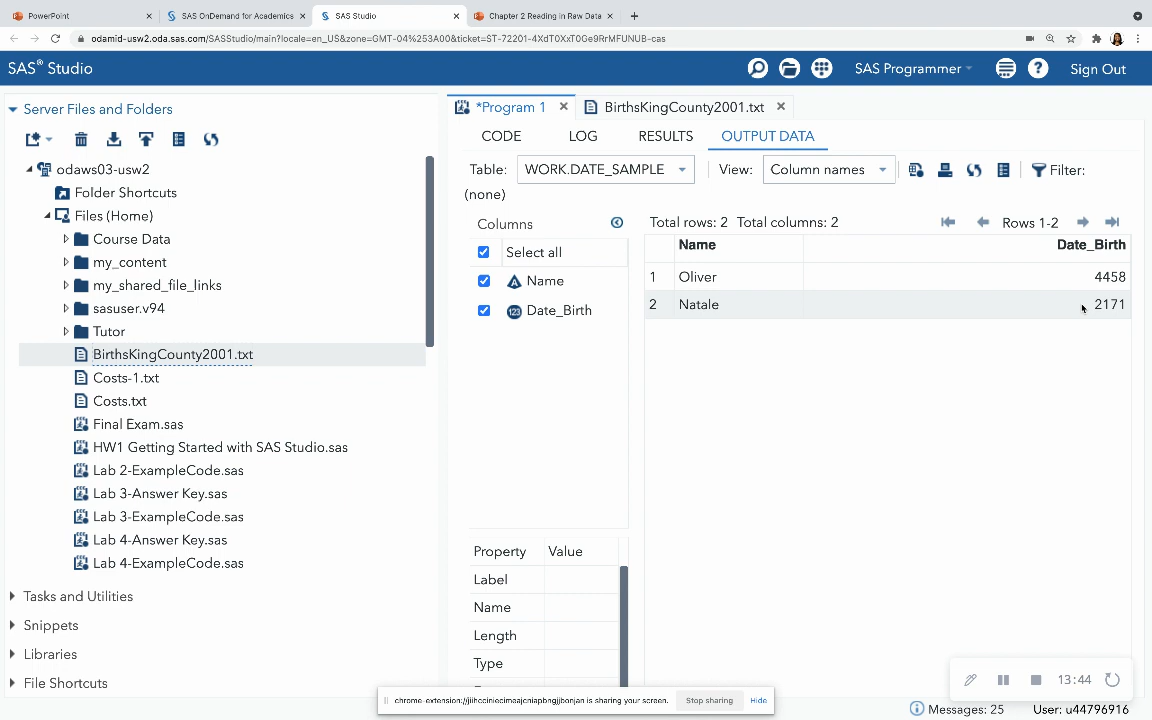 PowerPoint
SAS OnDemand for Academics
SAS Studio
Chapter 2 Reading in Raw Data
odamid-usw2.oda.sas.com/SASStudio/main?locale=en_US&zone=GMT-04%253A00&ticket=ST-72201-4XdT0XxT0Ge9RrMFUNUB-cas
SAS® Studio
SAS Programmer
Sign Out
Server Files and Folders
odaws03-usw2
Folder Shortcuts
Files (Home)
Course Data
my_content
my_shared_file_links
sasuser.v94
Tutor
BirthsKingCounty2001.txt
Costs-1.txt
Costs.txt
Final Exam.sas
HW1 Getting Started with SAS Studio.sas
Lab 2-ExampleCode.sas
Lab 3-Answer Key.sas
Lab 3-ExampleCode.sas
Lab 4-Answer Key.sas
Lab 4-ExampleCode.sas
Tasks and Utilities
Snippets
Libraries
File Shortcuts
*Program 1
BirthsKingCounty2001.txt
CODE LOG RESULTS OUTPUT DATA
Table: WORK.DATE_SAMPLE View: Column names Filter:
(none)
Columns
Select all
Name
123 Date_Birth
Property Value
Label
Name
Length
Type
Total rows: 2 Total columns: 2 Rows 1-2
Name Date_Birth
1 Oliver 4458
2 Natale 2171
13:44
chrome-extension://jiihcciniecimeajcniapbngjjbonjan is sharing your screen. Stop sharing Hide
Messages: 25 User: u44796916